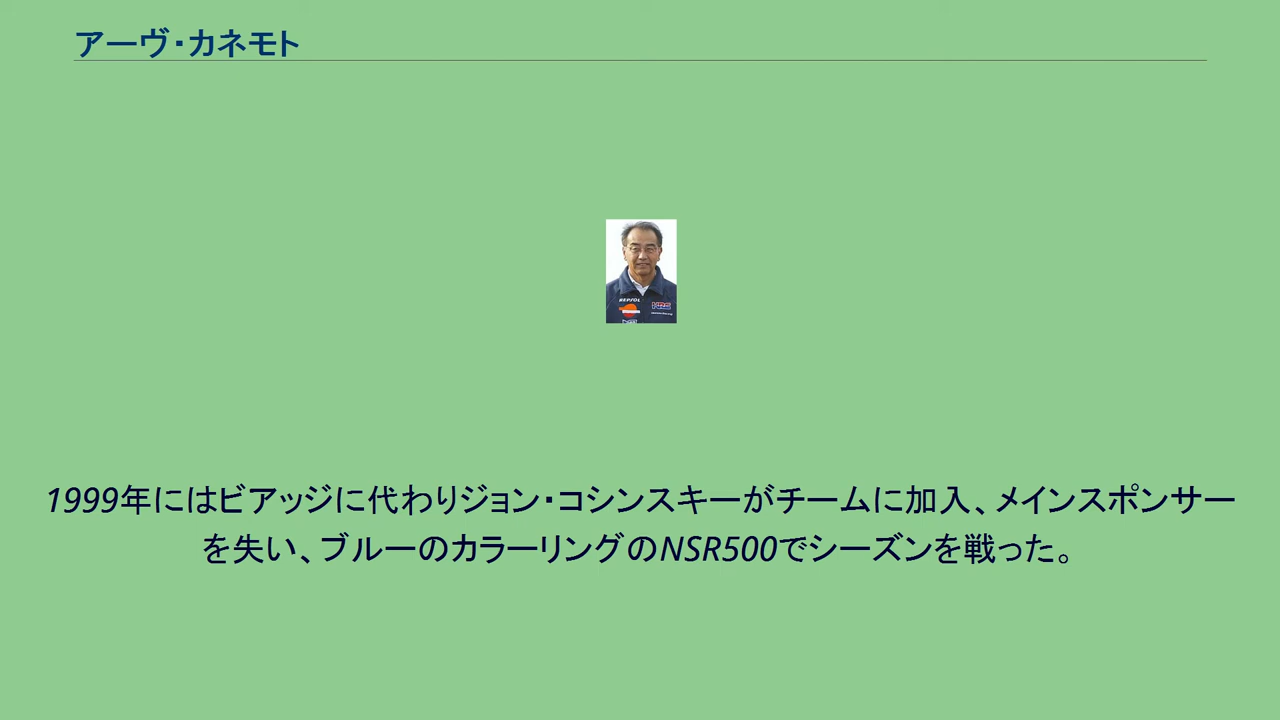 アーヴ・カネモト
REPSOL
HRC
1999年にはビアッジに代わりジョン・コシンスキーがチームに加入、メインスポンサー
を失い、ブルーのカラーリングのNSR500でシーズンを戦った。